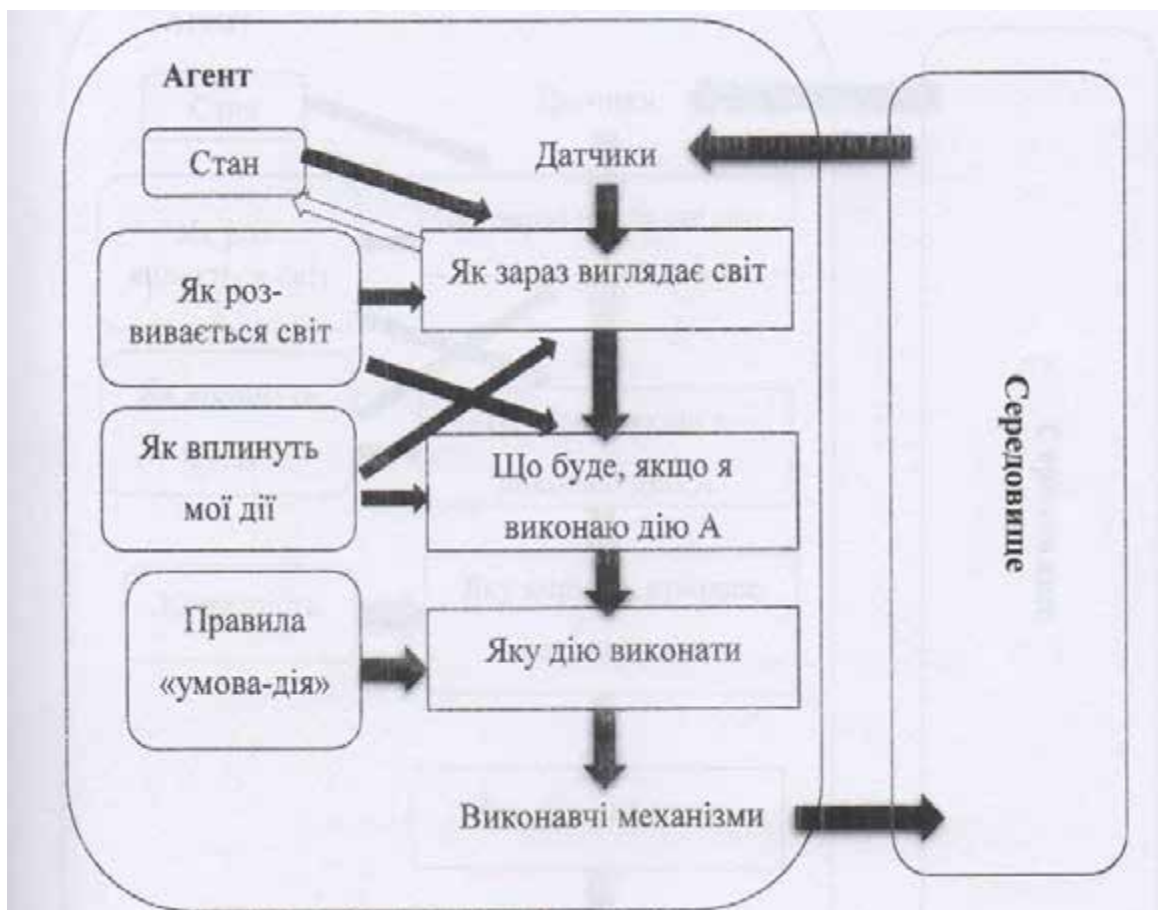 Агент
Стан
Датчики
Як зараз виглядає світ
Як роз-
вивається світ
Як вплинуть
мої дії
Що буде, якщо я
виконаю дію А
Правила
«умова-дія»
Яку дію виконати
Виконавчі механізми
Середовище